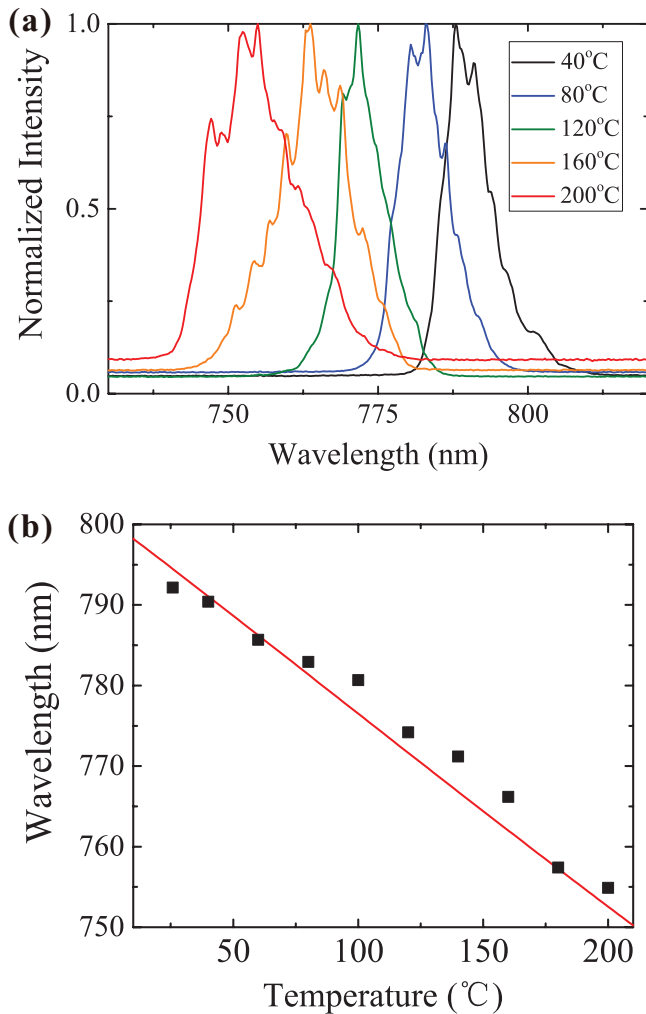 (a)
1.0
0.5
0.0
Normalized Intensity
40°C
80°C
120°C
160°C
200°C
750
775
800
Wavelength (nm)
(b)
800
790
780
770
760
750
Wavelength (nm)
50
100
150
200
Temperature (℃)